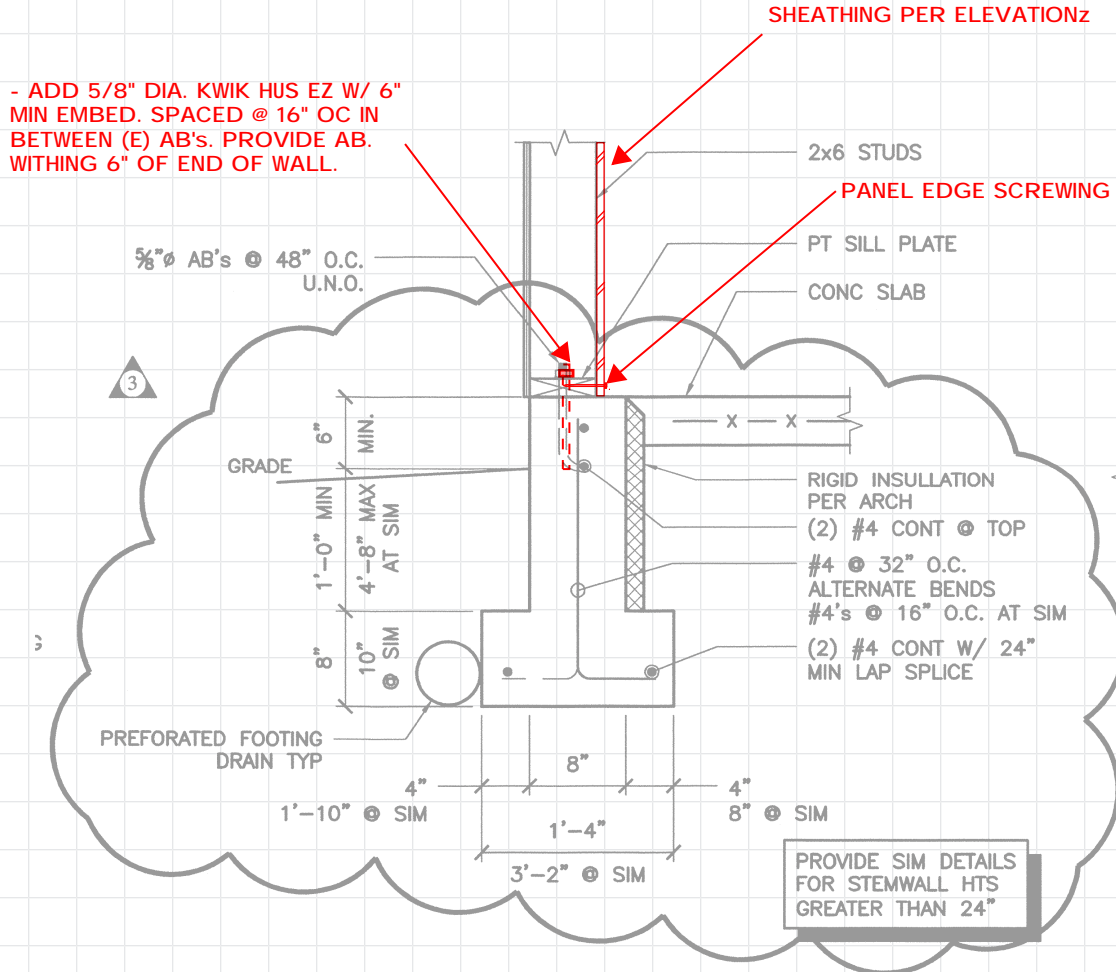 SHEATHING PER ELEVATIONz
- ADD 5/8" DIA. KWIK HUS EZ W/ 6"
MIN EMBED. SPACED @ 16" OC IN
BETWEEN (E) AB's. PROVIDE AB.
WITHING 6" OF END OF WALL.
2x6 STUDS
PANEL EDGE SCREWING
PT SILL PLATE
⅝"ø AB's @ 48" O.C.
U.N.O.
CONC SLAB
3
6"
MIN.
X X
GRADE
RIGID INSULLATION
PER ARCH
1'-0" MIN
4'-8" MAX
AT SIM
(2) #4 CONT @ TOP
#4 @ 32" O.C.
ALTERNATE BENDS
#4's @ 16" O.C. AT SIM
8"
10"
@ SIM
(2) #4 CONT W/ 24"
MIN LAP SPLICE
PREFORATED FOOTING
DRAIN TYP
8"
4"
1'-10" @ SIM
4"
8" @ SIM
1'-4"
3'-2" @ SIM
PROVIDE SIM DETAILS
FOR STEMWALL HTS
GREATER THAN 24"